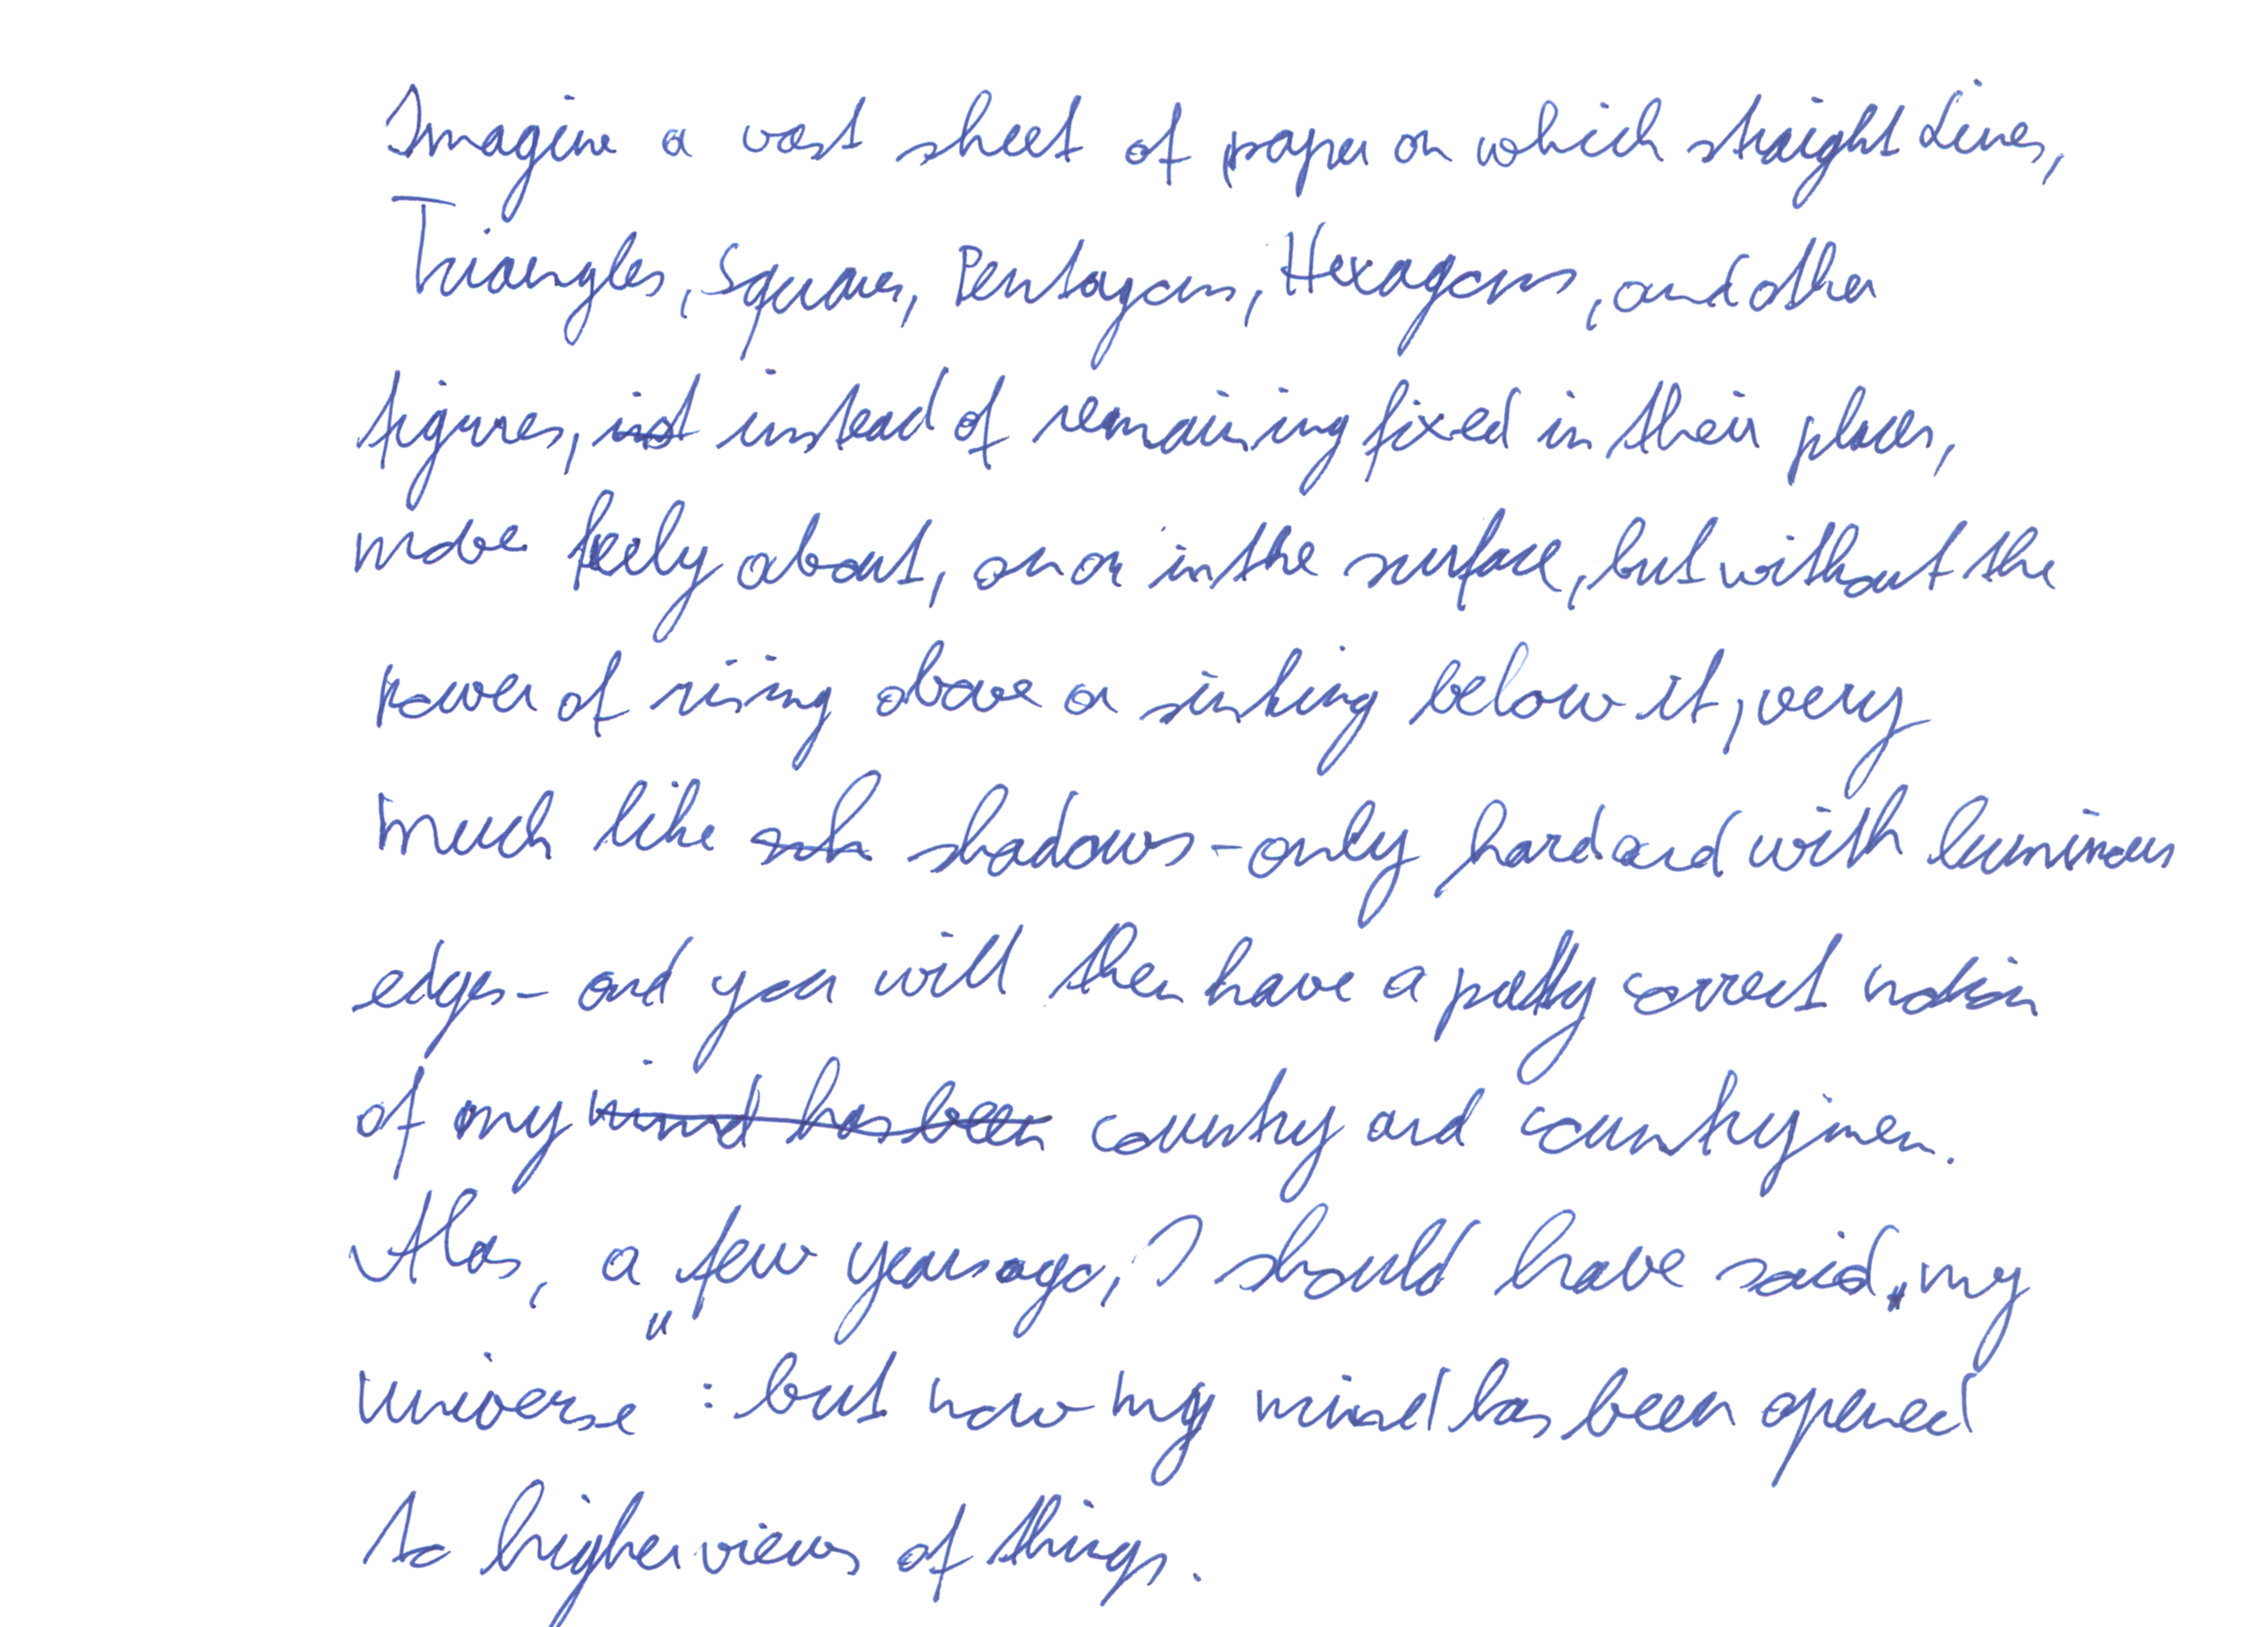 Imagine a vast sheet of paper on which straight Lines,
Triangles, Squares, Pentagons, Hexagons, and other
figures, inst instead of remaining fixed in their places,
move freely about, on or in the surface, but without the
power of rising above or sinking below it, very
much like sh shadows - only hard and with luminous
edges - and you will then have a pretty correct notion
of my mind has been country and countrymen.
Alas, a few years ago, I should have said „my
universe": but now my mind has been opened
to higher views of things.